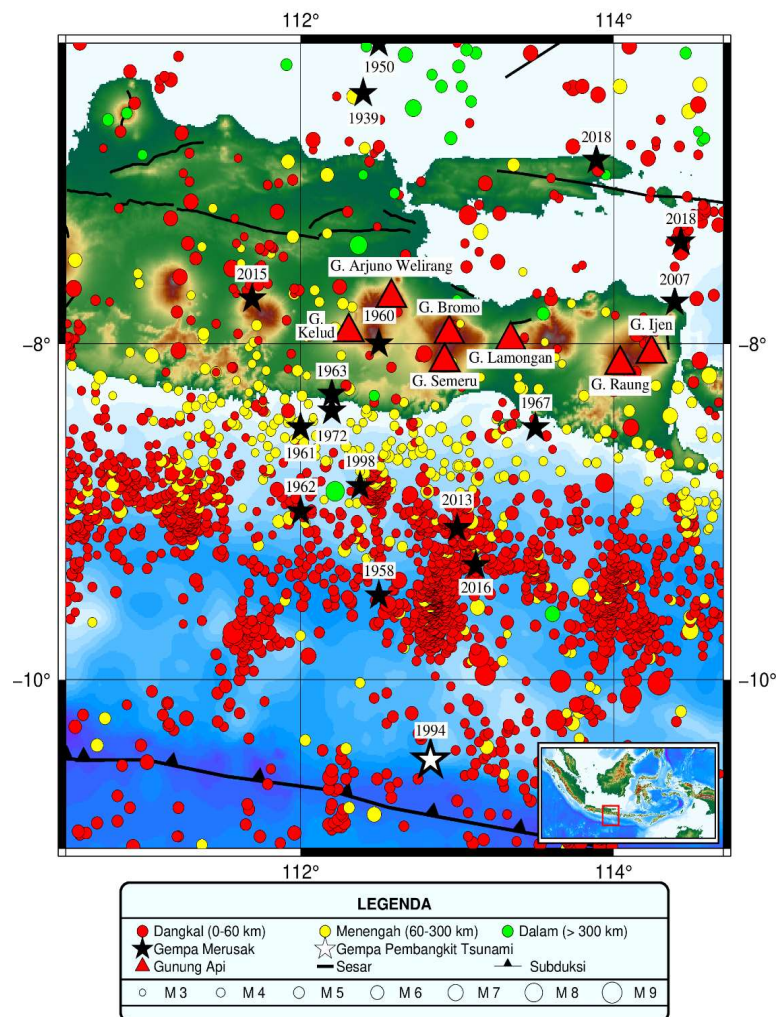 112°
114°
1950
1939
2018
2018
2015
G. Arjuno Welirang
2007
G.
Kelud
1960
G. Bromo
G. Ijen
−8°
−8°
G. Lamongan
G. Semeru
G. Raung
1963
1967
1972
1961
1998
1962
2013
1958
2016
−10°
−10°
1994
112°
114°
LEGENDA
Dangkal (0-60 km)
Menengah (60-300 km)
Dalam (> 300 km)
Gempa Merusak
Gempa Pembangkit Tsunami
Gunung Api
Sesar
Subduksi
M 3
M 4
M 5
M 6
M 7
M 8
M 9